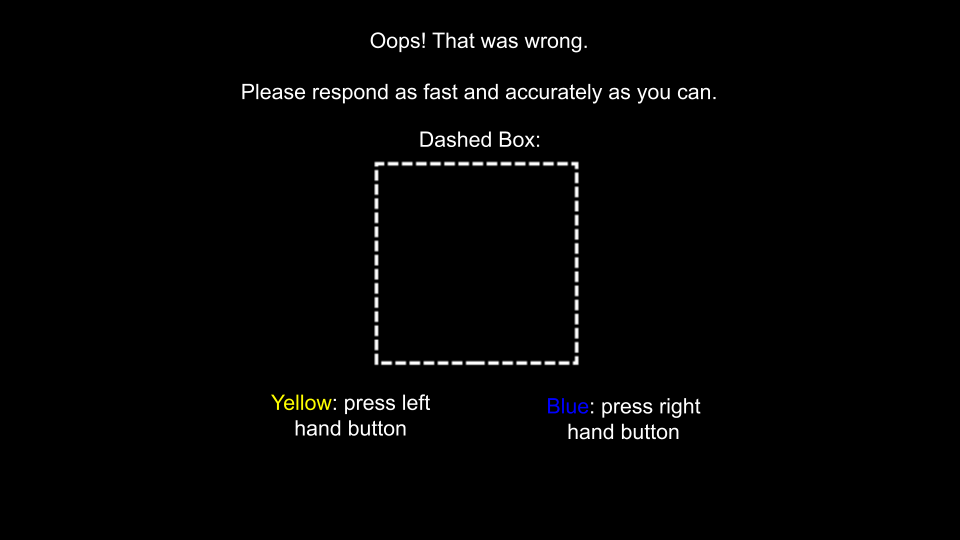 Oops! That was wrong.
Please respond as fast and accurately as you can.
Dashed Box:
Yellow: press left
hand button
Blue: press right
hand button